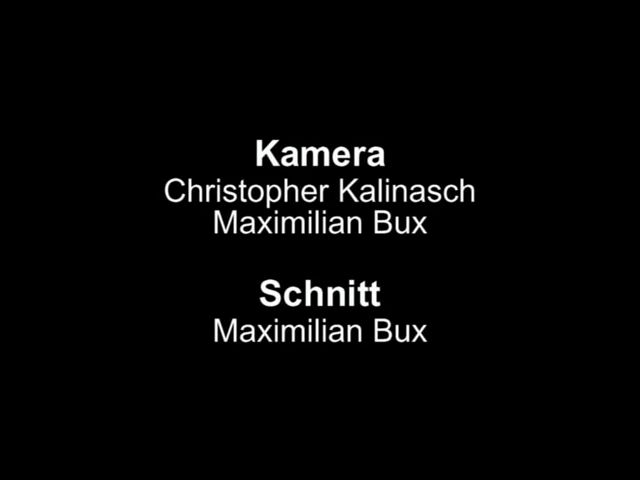 Kamera
Christopher Kalinasch
Maximilian Bux
Schnitt
Maximilian Bux